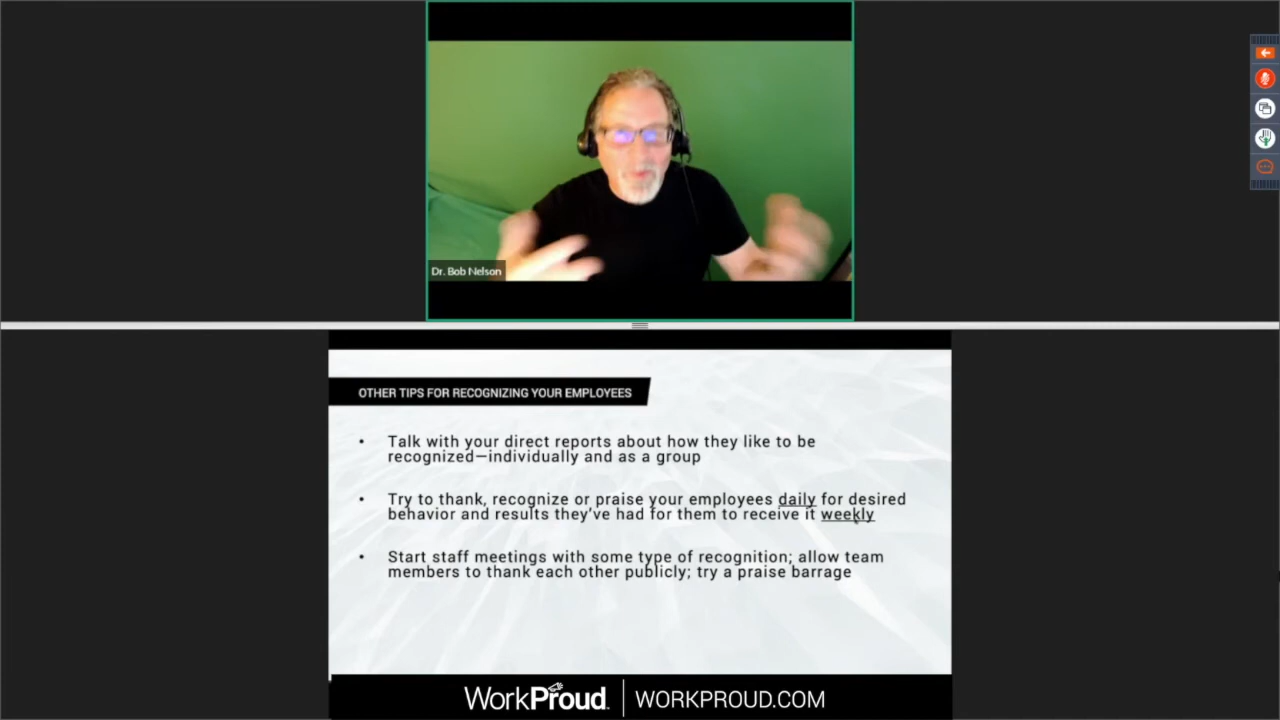 Dr. Bob Nelson
OTHER TIPS FOR RECOGNIZING YOUR EMPLOYEES
• Talk with your direct reports about how they like to be
recognized—individually and as a group
• Try to thank, recognize or praise your employees daily for desired
behavior and results they've had for them to receive it weekly
• Start staff meetings with some type of recognition; allow team
members to thank each other publicly; try a praise barrage
WorkProud. WORKPROUD.COM